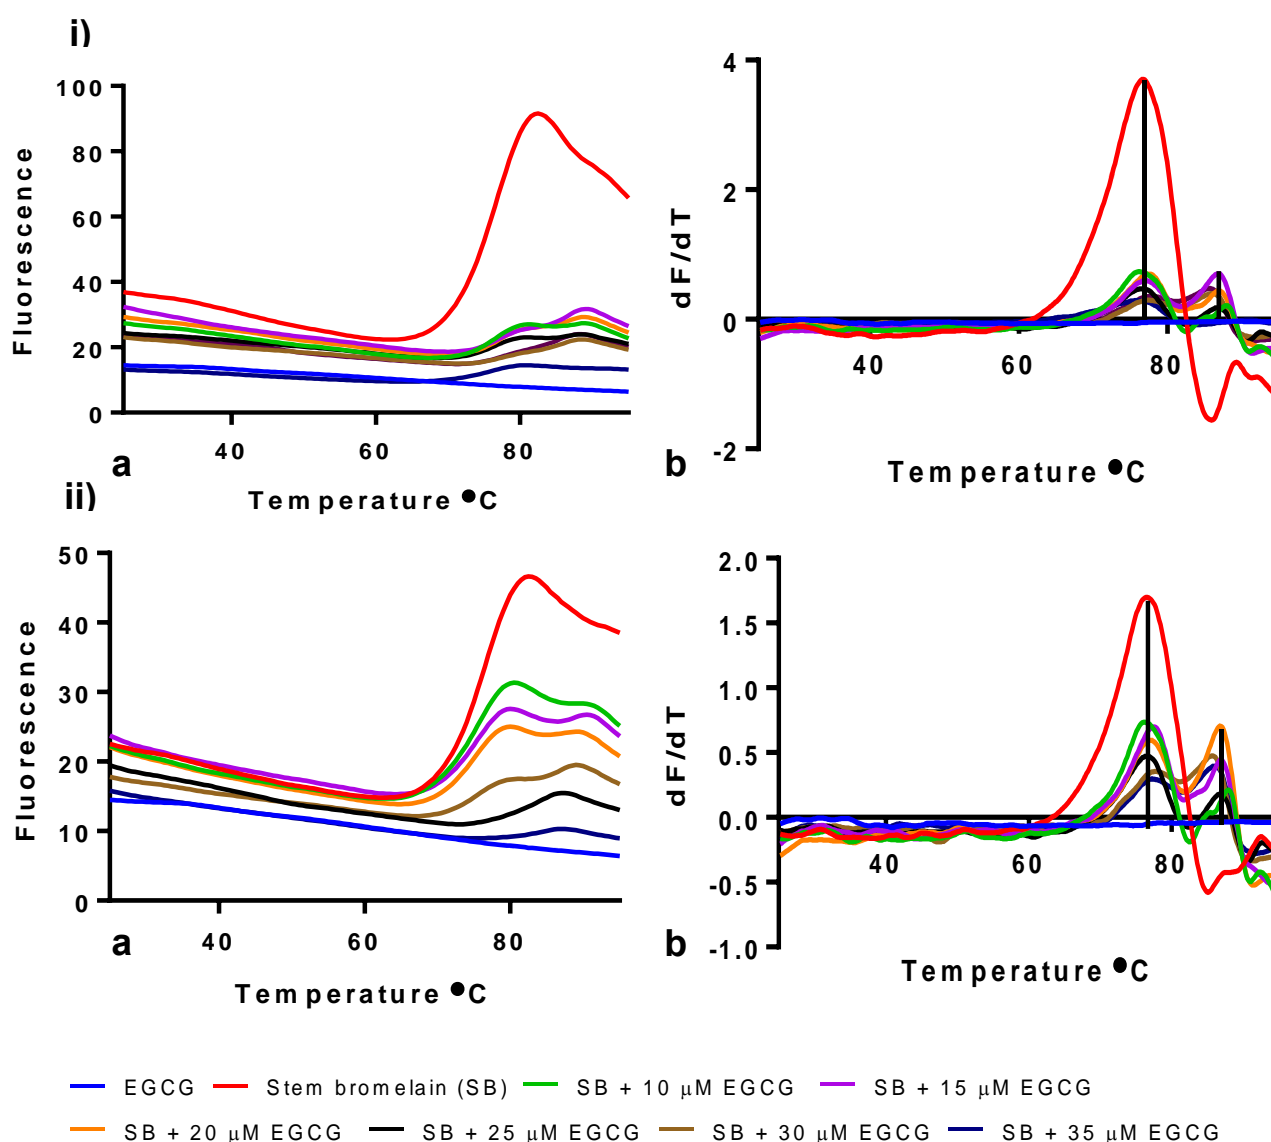 i)
100
80
60
40
20
0
Fluorescence
40 60 80
a
Temperature ●C
4
2
0
-2
dF/dT
40 60 80
b
Temperature ●C
ii)
50
40
30
20
10
0
Fluorescence
40 60 80
a
Temperature ●C
2.0
1.5
1.0
0.5
0.0
-0.5
-1.0
dF/dT
40 60 80
b
Temperature ●C
EGCG Stem bromelain (SB) SB + 10 μM EGCG SB + 15 μM EGCG
SB + 20 μM EGCG SB + 25 μM EGCG SB + 30 μM EGCG SB + 35 μM EGCG